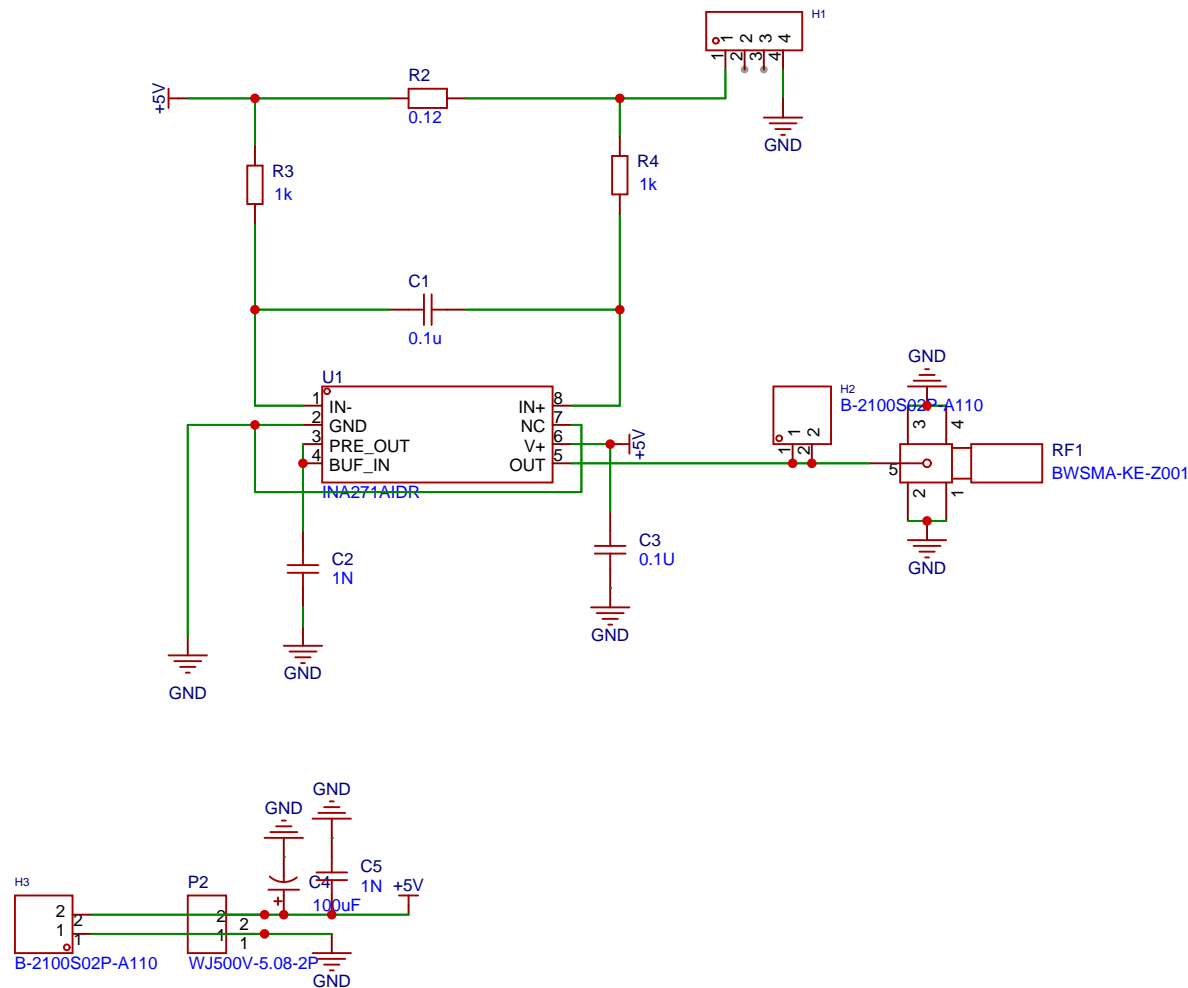 H1
1 2 3 4
1 2 3 4
GND
+5V
R2
0.12
R3
1k
R4
1k
C1
0.1u
U1
1 IN-
2 GND
3 PRE_OUT
4 BUF_IN
IN+ 8
NC 7
V+ 6
OUT 5
INA271AIDR
+5V
H2
B-2100S02P-A110
1 2
1 2
GND
3 4
5
2 1
RF1
BWSMA-KE-Z001
GND
C2
1N
GND
C3
0.1U
GND
GND
GND
GND
C5
1N
C4
100uF
+5V
H3
2 2
1 1
B-2100S02P-A110
P2
2 2
1 1
WJ500V-5.08-2P
GND